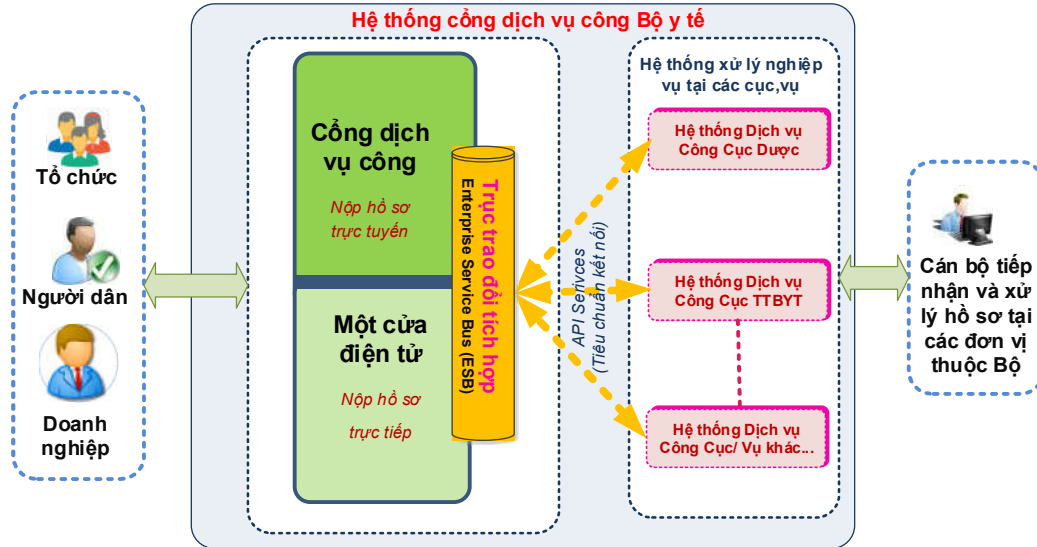 Hệ thống cổng dịch vụ công Bộ y tế
Tổ chức
Người dân
Doanh
nghiệp
Cổng dịch
vụ công
Nộp hồ sơ
trực tuyến
Một cửa
điện tử
Nộp hồ sơ
trực tiếp
Trục trao đổi tích hợp
Enterprise Service Bus (ESB)
API Serivces
(Tiêu chuẩn kết nối)
Hệ thống xử lý nghiệp
vụ tại các cục,vụ
Hệ thống Dịch vụ
Công Cục Dược
Hệ thống Dịch vụ
Công Cục TTBYT
Hệ thống Dịch vụ
Công Cục/ Vụ khác...
Cán bộ tiếp
nhận và xử
lý hồ sơ tại
các đơn vị
thuộc Bộ